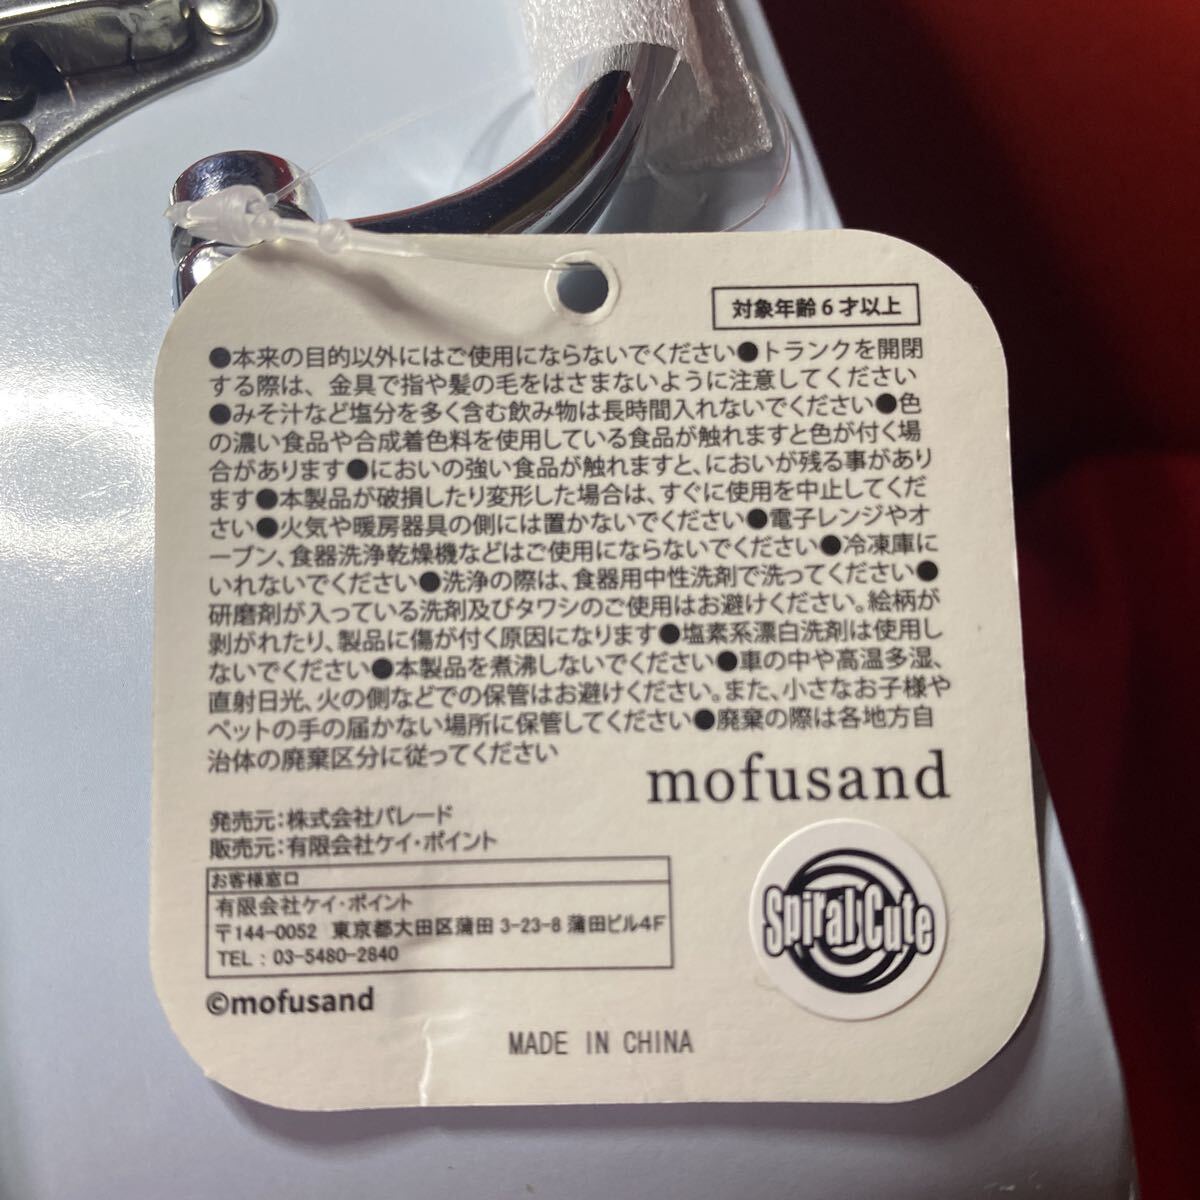 対象年齢6才以上
●本来の目的以外にはご使用にならないでください●トランクを開閉
する際は、金具で指や髪の毛をはさまないように注意してください
●みそ汁など塩分を多く含む飲み物は長時間入れないでください●色
の濃い食品や合成着色料を使用している食品が触れますと色が付く場
合があります●においの強い食品が触れますと、においが残る事があり
ます●本製品が破損したり変形した場合は、すぐに使用を中止してくだ
さい●火気や暖房器具の側には置かないでください●電子レンジやオ
ーブン、食器洗浄乾燥機などはご使用にならないでください●冷凍庫に
いれないでください●洗浄の際は、食器用中性洗剤で洗ってください●
研磨剤が入っている洗剤及びタワシのご使用はお避けください。絵柄が
剥がれたり、製品に傷が付く原因になります●塩素系漂白洗剤は使用し
ないでください●本製品を煮沸しないでください●車の中や高温多湿、
直射日光、火の側などでの保管はお避けください。また、小さなお子様や
ペットの手の届かない場所に保管してください●廃棄の際は各地方自
治体の廃棄区分に従ってください
mofusand
発売元:株式会社パレード
販売元:有限会社ケイ・ポイント
お客様窓口
有限会社ケイ・ポイント
〒144-0052 東京都大田区蒲田 3-23-8 蒲田ビル4F
TEL : 03-5480-2840
Spiral Cute
©mofusand
MADE IN CHINA